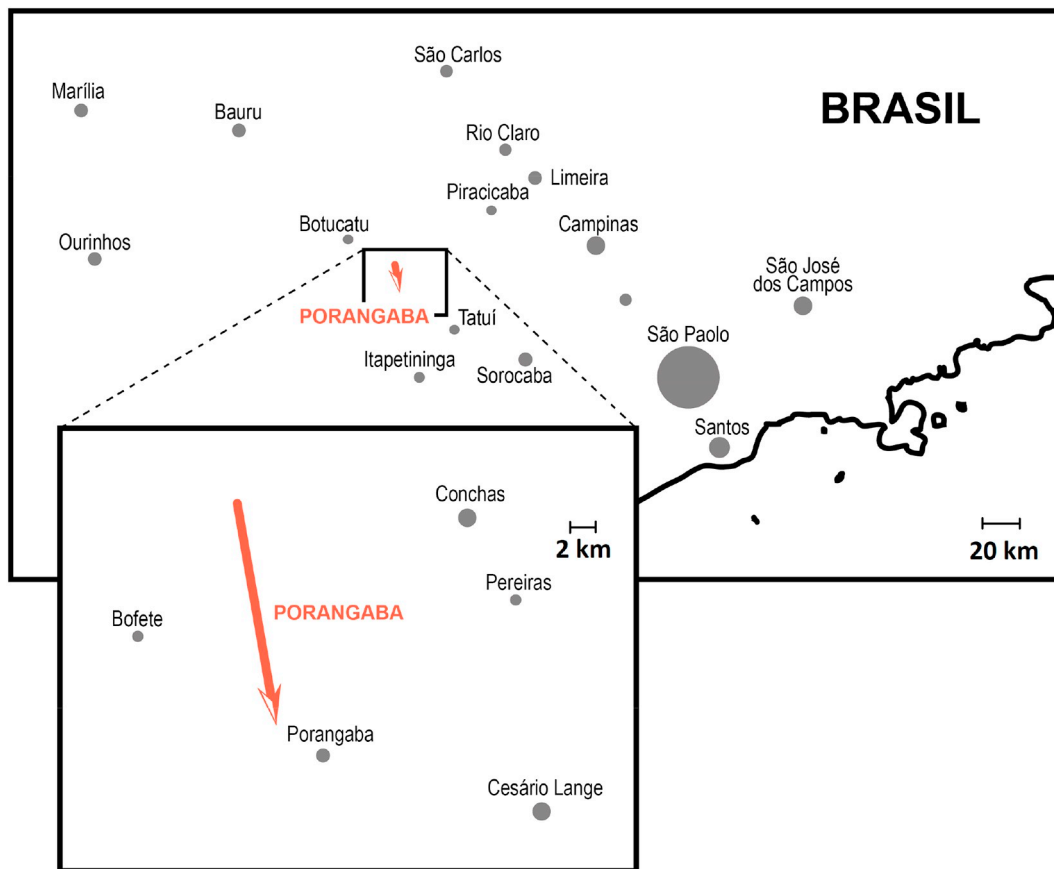 São Carlos
Marília
Bauru
BRASIL
Rio Claro
Limeira
Piracicaba
Botucatu
Campinas
Ourinhos
São José
dos Campos
PORANGABA
Tatuí
São Paolo
Itapetininga
Sorocaba
Santos
Conchas
2 km
20 km
Pereiras
Bofete
PORANGABA
Porangaba
Cesário Lange